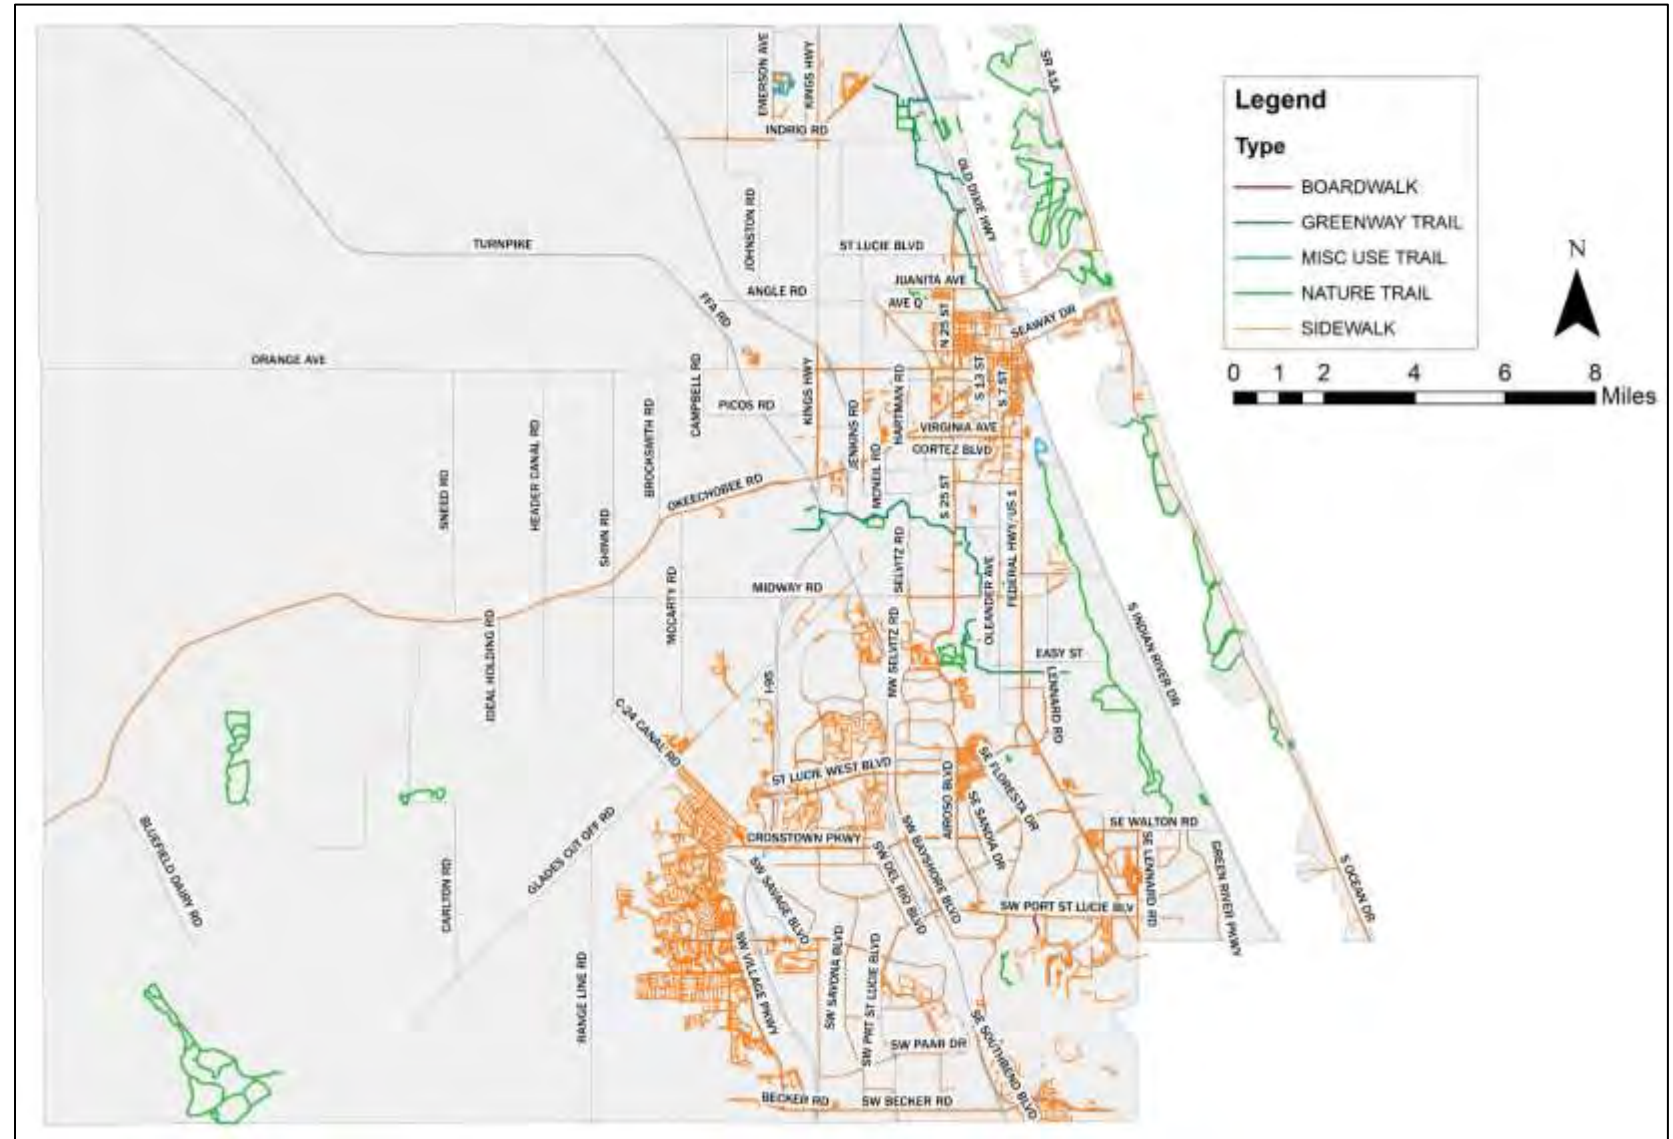 EMERSON AVE
KINGS HWY
SR A1A
INDRIO RD
OLD DIXIE HWY
JOHNSTON RD
TURNPIKE
ST LUCIE BLVD
JUANITA AVE
ANGLE RD
AVE Q
FFA RD
N 25 ST
SEAWAY DR
ORANGE AVE
CAMPBELL RD
KINGS HWY
HARTMAN RD
S 13 ST
S 7 ST
PICOS RD
BROCKSMITH RD
JENKINS RD
VIRGINIA AVE
CORTEZ BLVD
HEADER CANAL RD
SNEED RD
MCNEIL RD
OKEECHOBEE RD
S 25 ST
FEDERAL HWY/US 1
SHINN RD
SELVITZ RD
OLEANDER AVE
MIDWAY RD
MCCARTY RD
S INDIAN RIVER DR
IDEAL HOLDING RD
NW SELVITZ RD
EASY ST
I-95
LENNARD RD
C-24 CANAL RD
ST LUCIE WEST BLVD
SE FLORESTA DR
AIROSO BLVD
SE SANDIA DR
BLUEFIELD DAIRY RD
GLADES CUT OFF RD
CROSSTOWN PKWY
SW BAYSHORE BLVD
SE WALTON RD
SE LENNARD RD
GREEN RIVER PKWY
S OCEAN DR
CARLTON RD
SW SAVAGE BLVD
SW DEL RIO BLVD
SW PORT ST LUCIE BLV
RANGE LINE RD
SW VILLAGE PKWY
SW SAVONA BLVD
SW PRT ST LUCIE BLVD
SE SOUTHBEND BLVD
SW PAAR DR
BECKER RD
SW BECKER RD
Legend
Type
BOARDWALK
GREENWAY TRAIL
MISC USE TRAIL
NATURE TRAIL
SIDEWALK
N
0 1 2 4 6 8
Miles